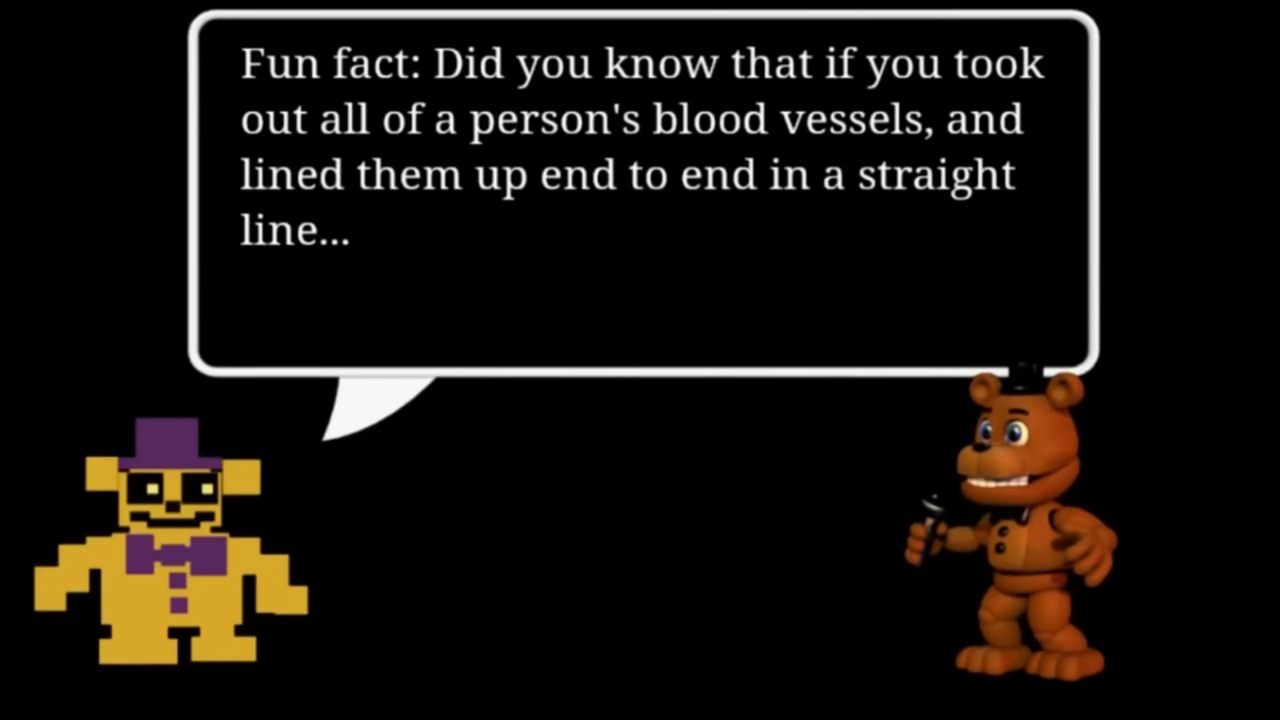 Fun fact: Did you know that if you took
out all of a person's blood vessels, and
lined them up end to end in a straight
line...